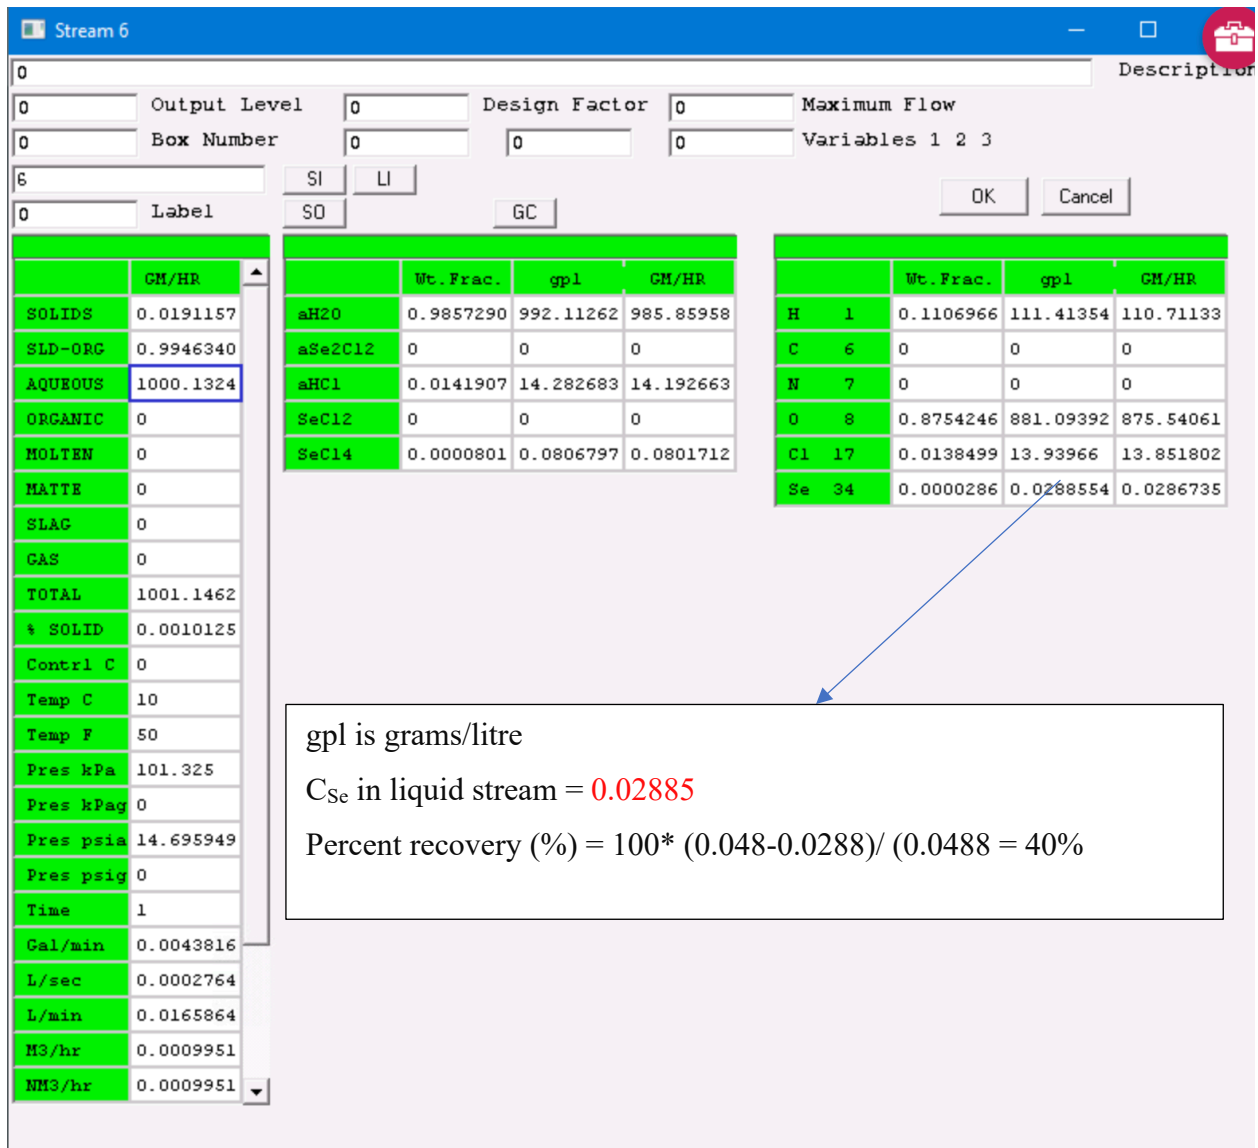 Stream 6
0 Description
0 Output Level 0 Design Factor 0 Maximum Flow
0 Box Number 0 0 0 Variables 1 2 3
6 SI LI
OK Cancel
0 Label SO GC
GM/HR
SOLIDS 0.0191157
SLD-ORG 0.9946340
AQUEOUS 1000.1324
ORGANIC 0
MOLTEN 0
MATTE 0
SLAG 0
GAS 0
TOTAL 1001.1462
% SOLID 0.0010125
Contrl C 0
Temp C 10
Temp F 50
Pres kPa 101.325
Pres kPag 0
Pres psia 14.695949
Pres psig 0
Time 1
Gal/min 0.0043816
L/sec 0.0002764
L/min 0.0165864
M3/hr 0.0009951
NM3/hr 0.0009951
Wt.Frac. gpl GM/HR
aH2O 0.9857290 992.11262 985.85958
aSe2Cl2 0 0 0
aHCl 0.0141907 14.282683 14.192663
SeCl2 0 0 0
SeCl4 0.0000801 0.0806797 0.0801712
Wt.Frac. gpl GM/HR
H 1 0.1106966 111.41354 110.71133
C 6 0 0 0
N 7 0 0 0
O 8 0.8754246 881.09392 875.54061
Cl 17 0.0138499 13.93966 13.851802
Se 34 0.0000286 0.0288554 0.0286735
gpl is grams/litre
CSe in liquid stream = 0.02885
Percent recovery (%) = 100* (0.048-0.0288)/ (0.0488 = 40%